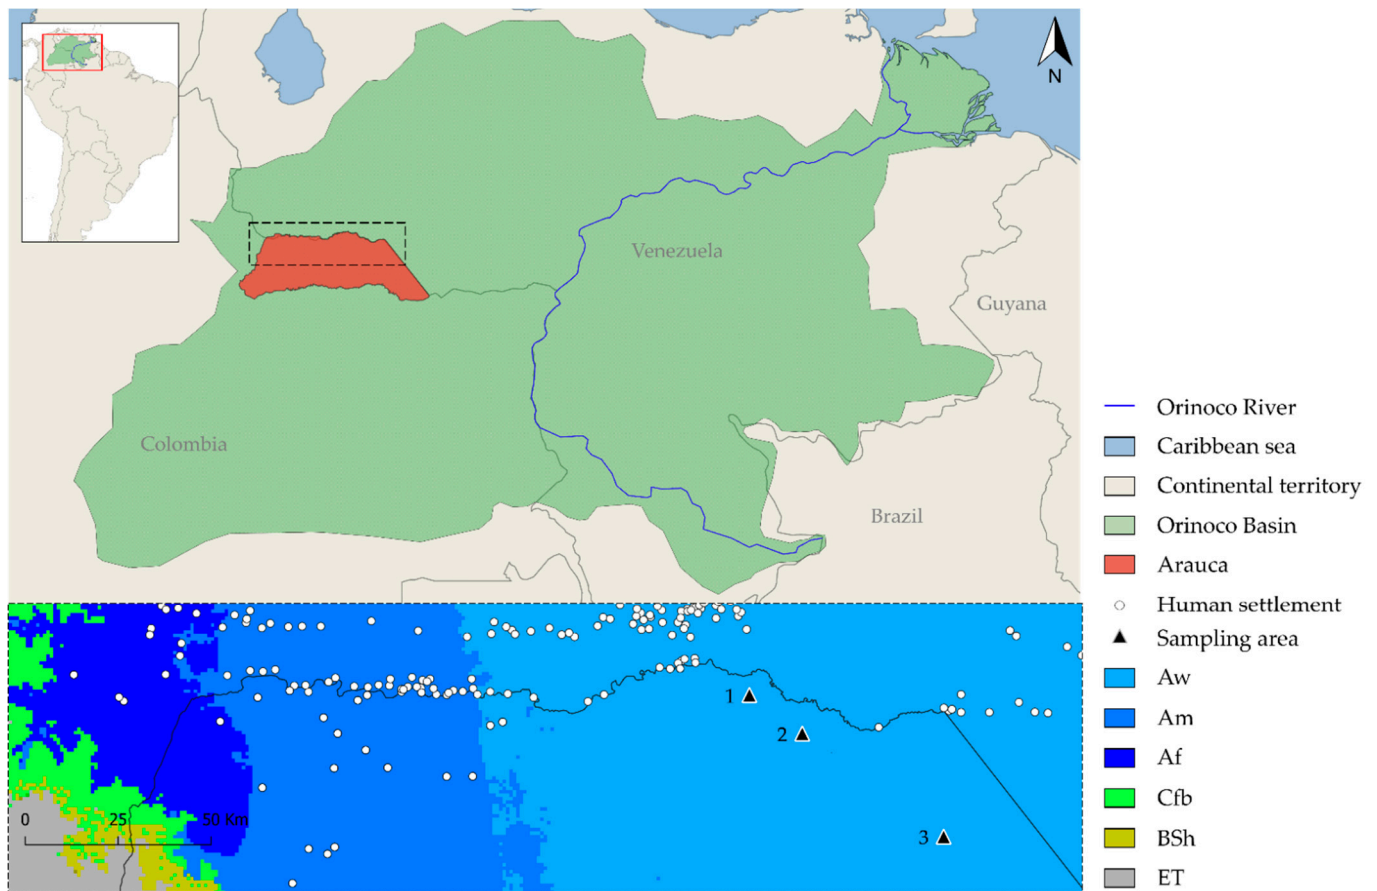 N
Venezuela
Guyana
Colombia
Brazil
Orinoco River
Caribbean sea
Continental territory
Orinoco Basin
Arauca
Human settlement
Sampling area
Aw
Am
Af
Cfb
BSh
ET
1
2
3
0 25 50 Km